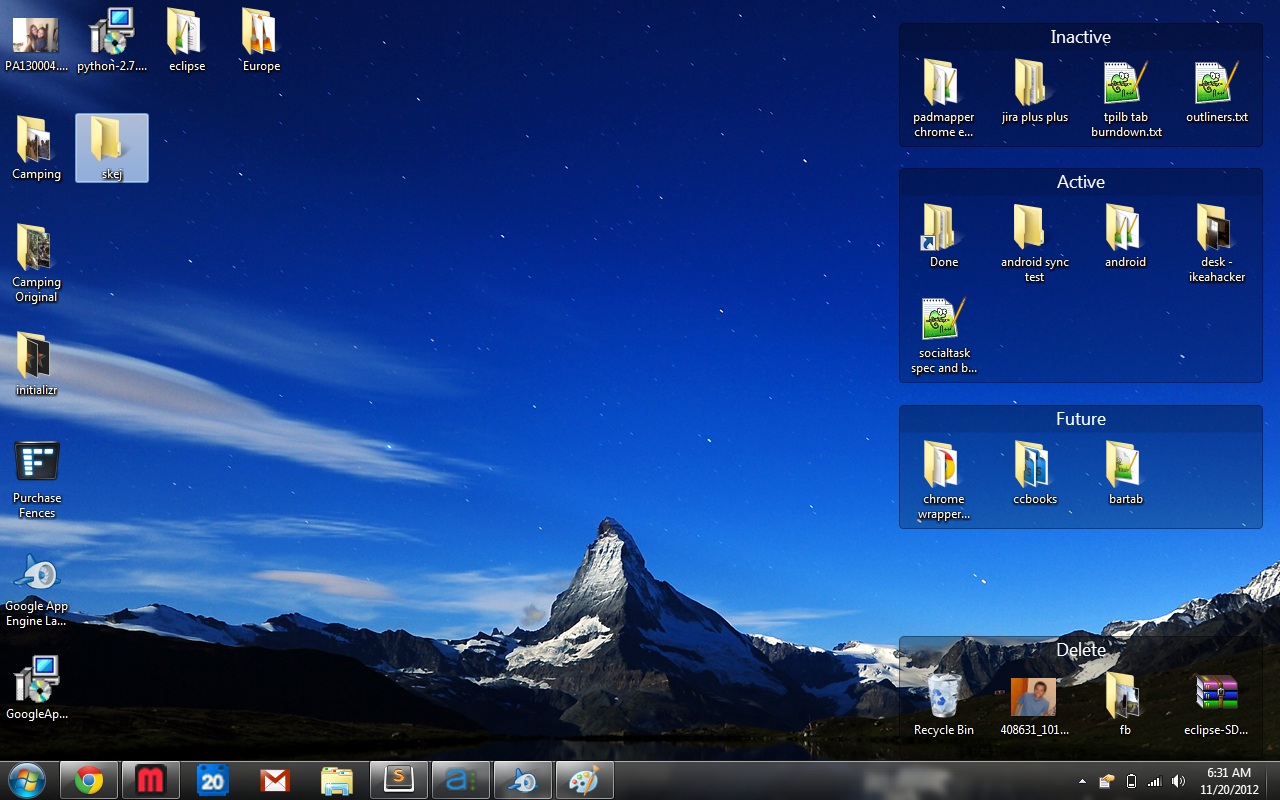 PA130004....
python-2.7....
eclipse
Europe
Camping
skej
Camping
Original
initializr
Purchase
Fences
Google App
Engine La...
GoogleAp...
Inactive
padmapper
chrome e...
jira plus plus
tpilb tab
burndown.txt
outliners.txt
Active
Done
android sync
test
android
desk -
ikeahacker
socialtask
spec and b...
Future
chrome
wrapper...
ccbooks
bartab
Delete
Recycle Bin
408631_101...
fb
eclipse-SD...
20
6:31 AM
11/20/2012